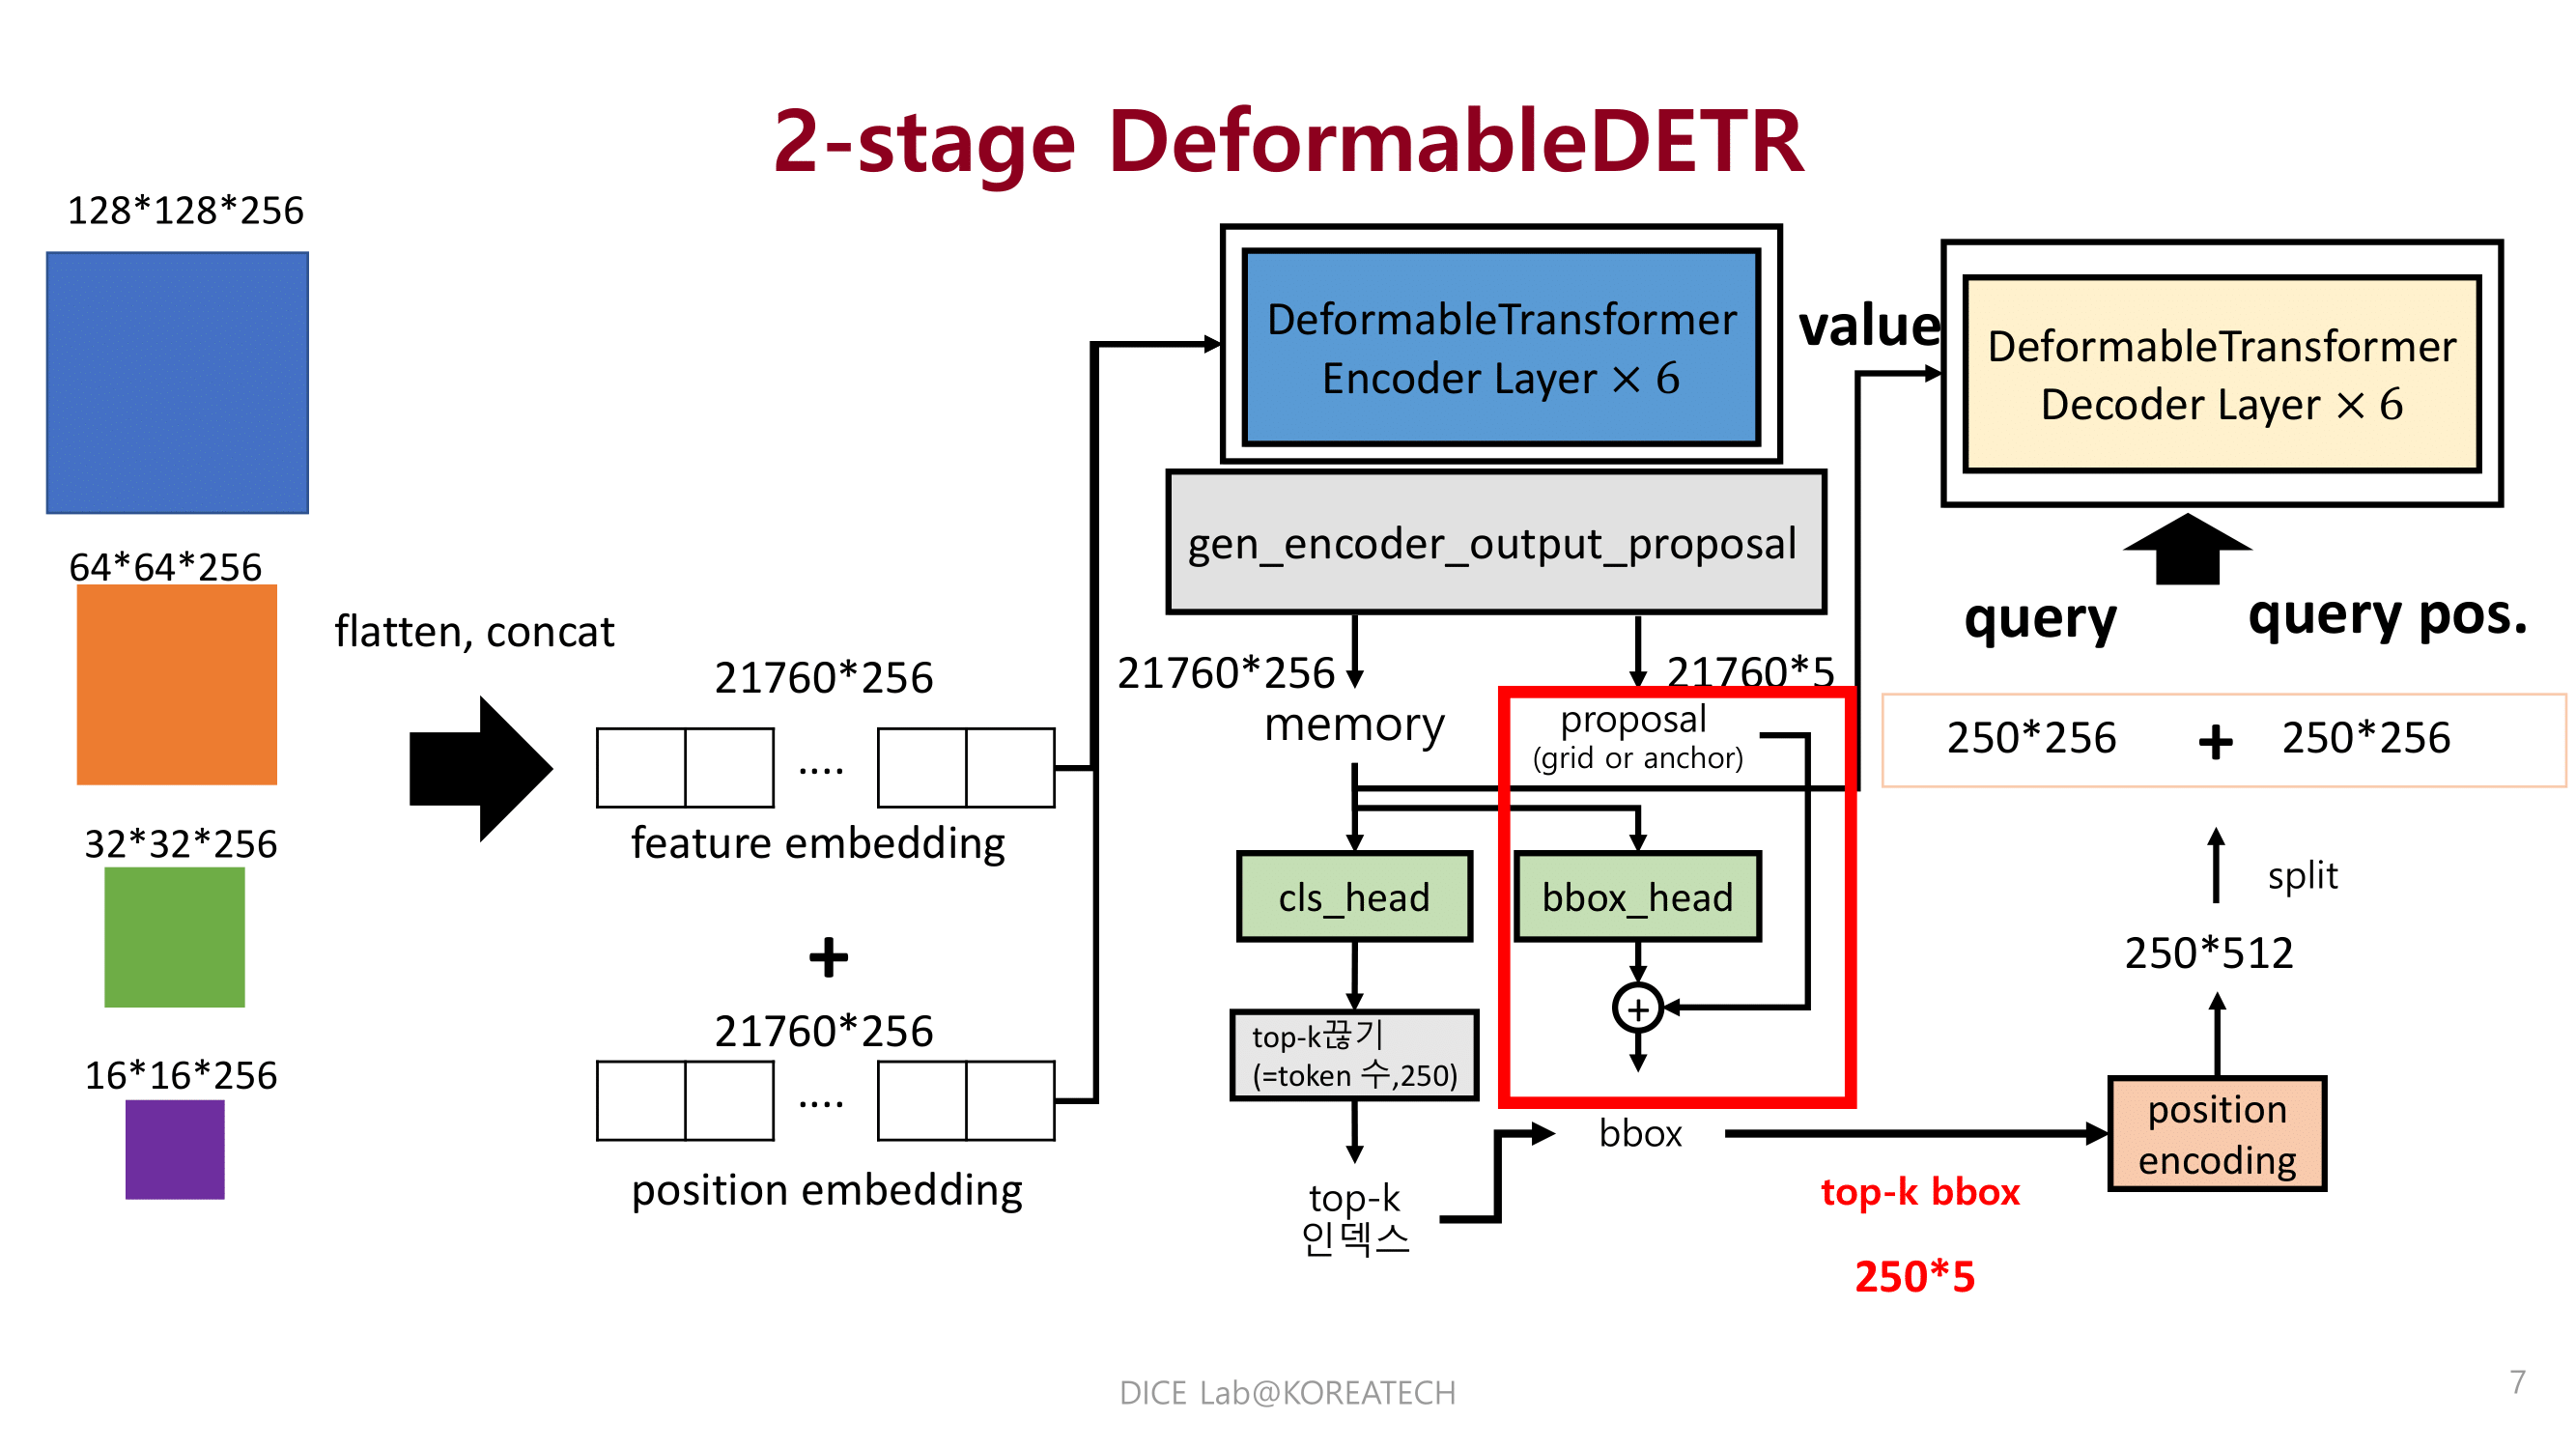 2-stage DeformableDETR
128*128*256
64*64*256
32*32*256
16*16*256
flatten, concat
21760*256
....
feature embedding
+
21760*256
....
position embedding
DeformableTransformer
Encoder Layer × 6
gen_encoder_output_proposal
21760*256
memory
21760*5
proposal
(grid or anchor)
cls_head
bbox_head
+
top-k끊기
(=token 수,250)
top-k
인덱스
bbox
top-k bbox
250*5
position
encoding
250*512
split
250*256 + 250*256
query
query pos.
value
DeformableTransformer
Decoder Layer × 6
DICE Lab@KOREATECH
7